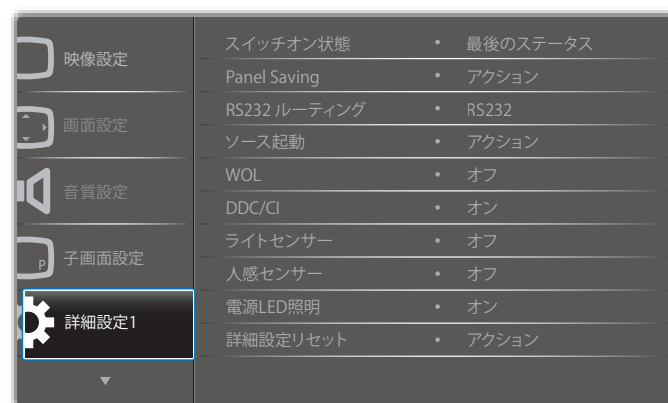 映像設定
画面設定
音質設定
子画面設定
P
詳細設定1
スイッチオン状態 • 最後のステータス
Panel Saving • アクション
RS232 ルーティング • RS232
ソース起動 • アクション
WOL • オフ
DDC/CI • オン
ライトセンサー • オフ
人感センサー • オフ
電源LED照明 • オン
詳細設定リセット • アクション